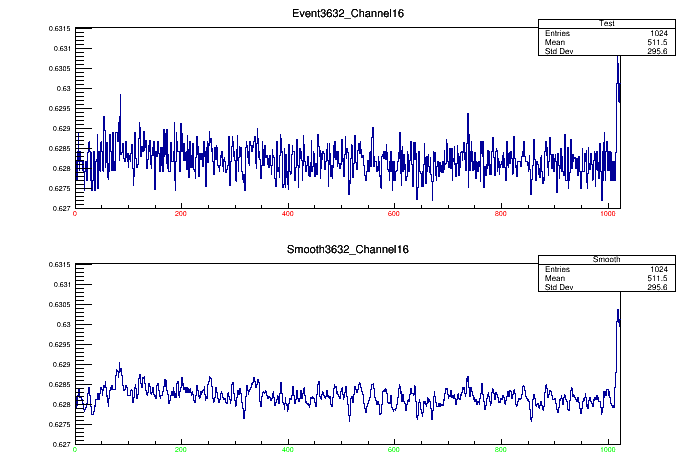 Event3632_Channel16
Test
Entries 1024
Mean 511.5
Std Dev 295.6
0.6315
0.631
0.6305
0.63
0.6295
0.629
0.6285
0.628
0.6275
0.627
0 200 400 600 800 1000
Smooth3632_Channel16
Smooth
Entries 1024
Mean 511.5
Std Dev 295.6
0.6315
0.631
0.6305
0.63
0.6295
0.629
0.6285
0.628
0.6275
0.627
0 200 400 600 800 1000